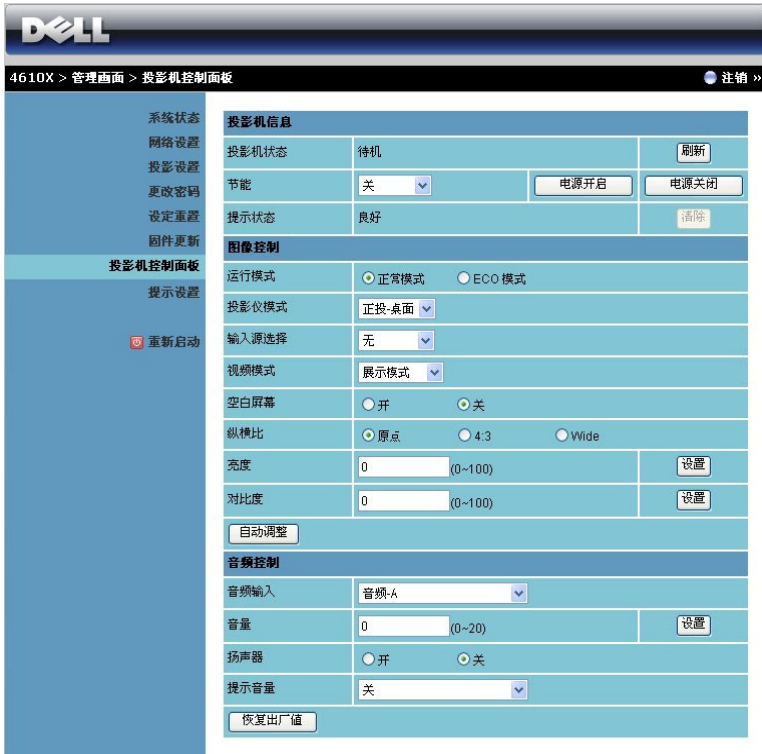 DELL
4610X > 管理画面 > 投影机控制面板
注销 »
系统状态
网络设置
投影设置
更改密码
设定重置
固件更新
投影机控制面板
提示设置
重新启动
投影机信息
投影机状态 待机 刷新
节能 关 电源开启 电源关闭
提示状态 良好 清除
图像控制
运行模式 正常模式 ECO 模式
投影仪模式 正投-桌面
输入源选择 无
视频模式 展示模式
空白屏幕 开 关
纵横比 原点 4:3 Wide
亮度 0 (0~100) 设置
对比度 0 (0~100) 设置
自动调整
音频控制
音频输入 音频-A
音量 0 (0~20) 设置
扬声器 开 关
提示音量 关
恢复出厂值